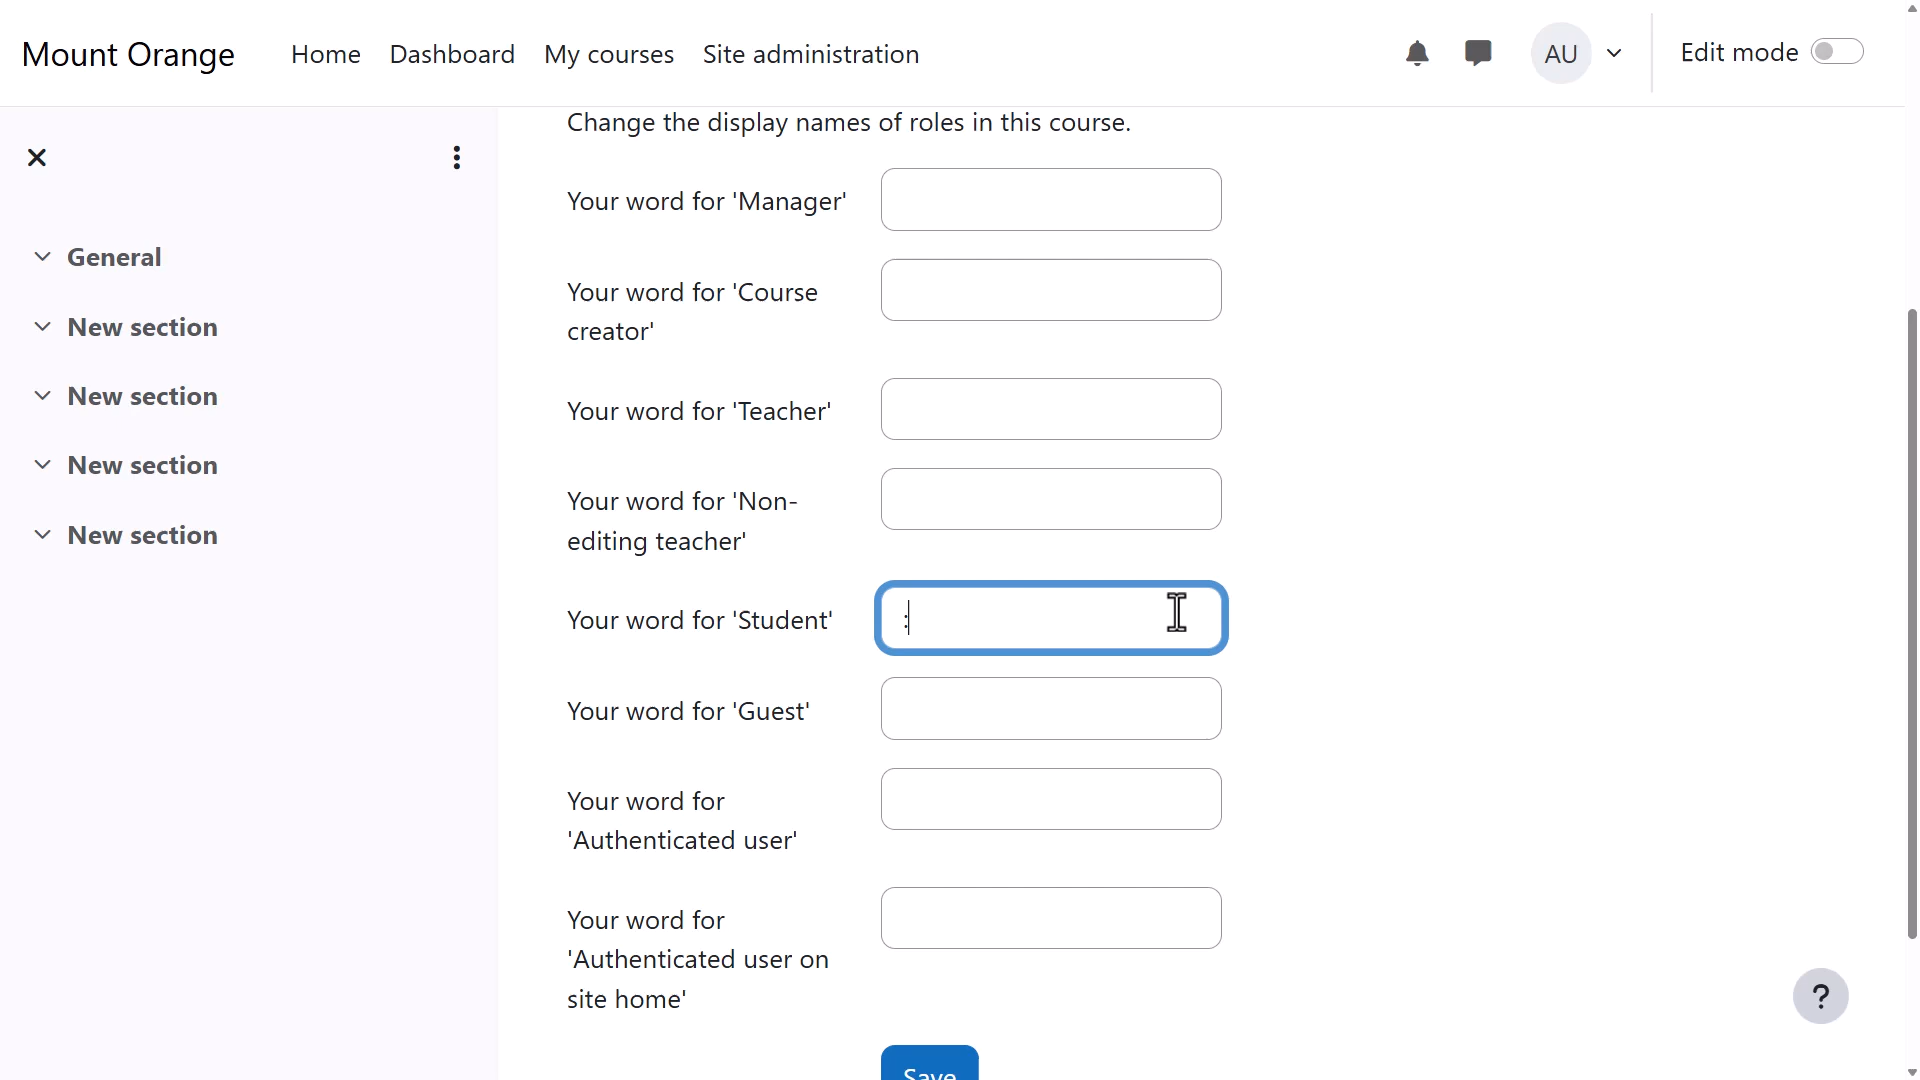 Mount Orange Home Dashboard My courses Site administration AU Edit mode
Change the display names of roles in this course.
General
New section
New section
New section
New section
Your word for 'Manager'
Your word for 'Course
creator'
Your word for 'Teacher'
Your word for 'Non-
editing teacher'
Your word for 'Student' :
Your word for 'Guest'
Your word for
'Authenticated user'
Your word for
'Authenticated user on
site home'
?
Save